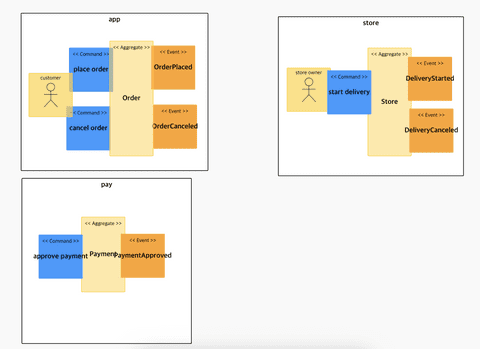 app
<< Aggregate >>
<< Command >>
<< Event >>
place order
OrderPlaced
customer
Order
<< Command >>
<< Event >>
cancel order
OrderCanceled
store
<< Aggregate >>
<< Event >>
store owner
<< Command >>
DeliveryStarted
start delivery
Store
<< Event >>
DeliveryCanceled
pay
<< Aggregate >>
<< Command >>
<< Event >>
approve payment
Payment
PaymentApproved